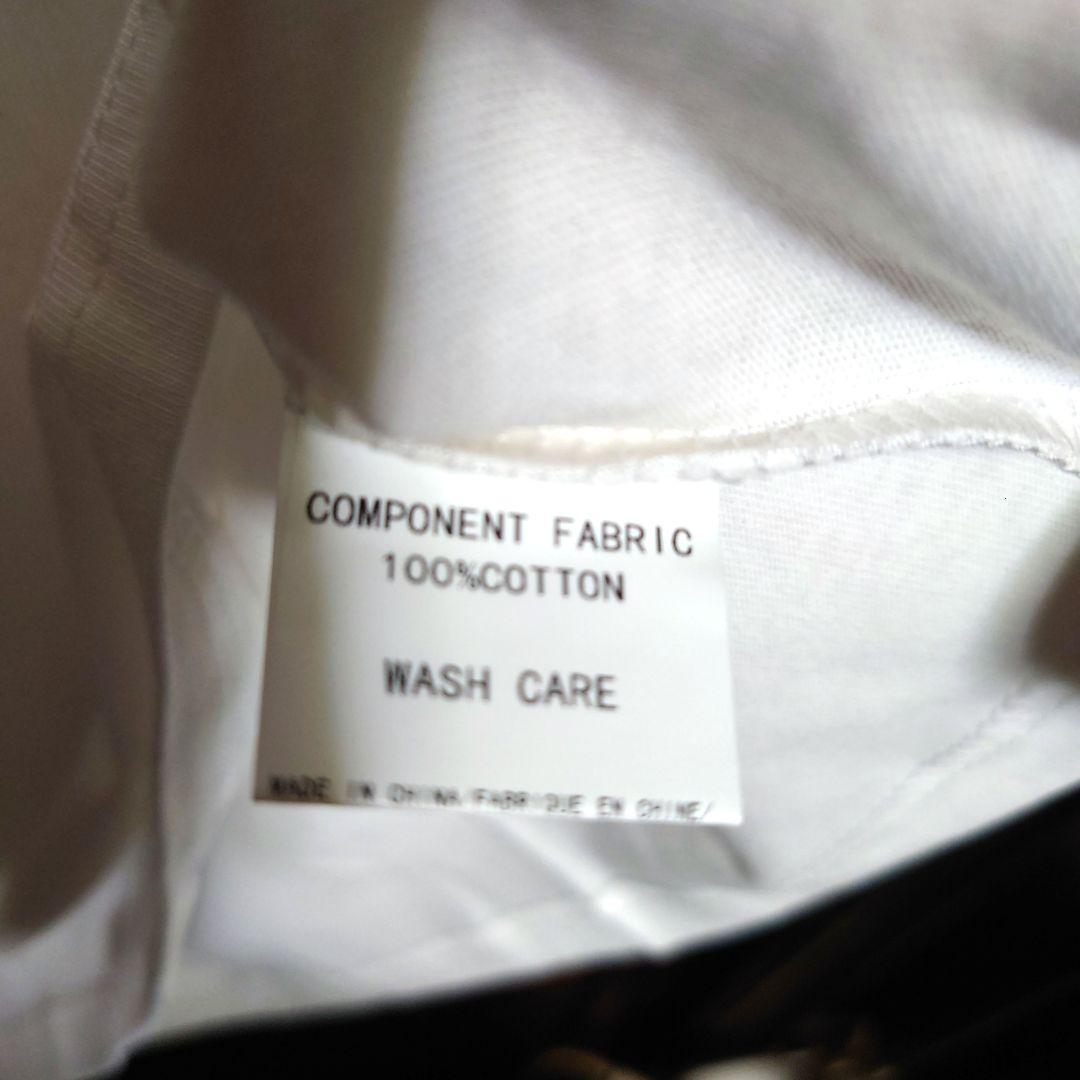 COMPONENT FABRIC
100%COTTON
WASH CARE
MADE IN CHINA/FABRIQUE EN CHINE/